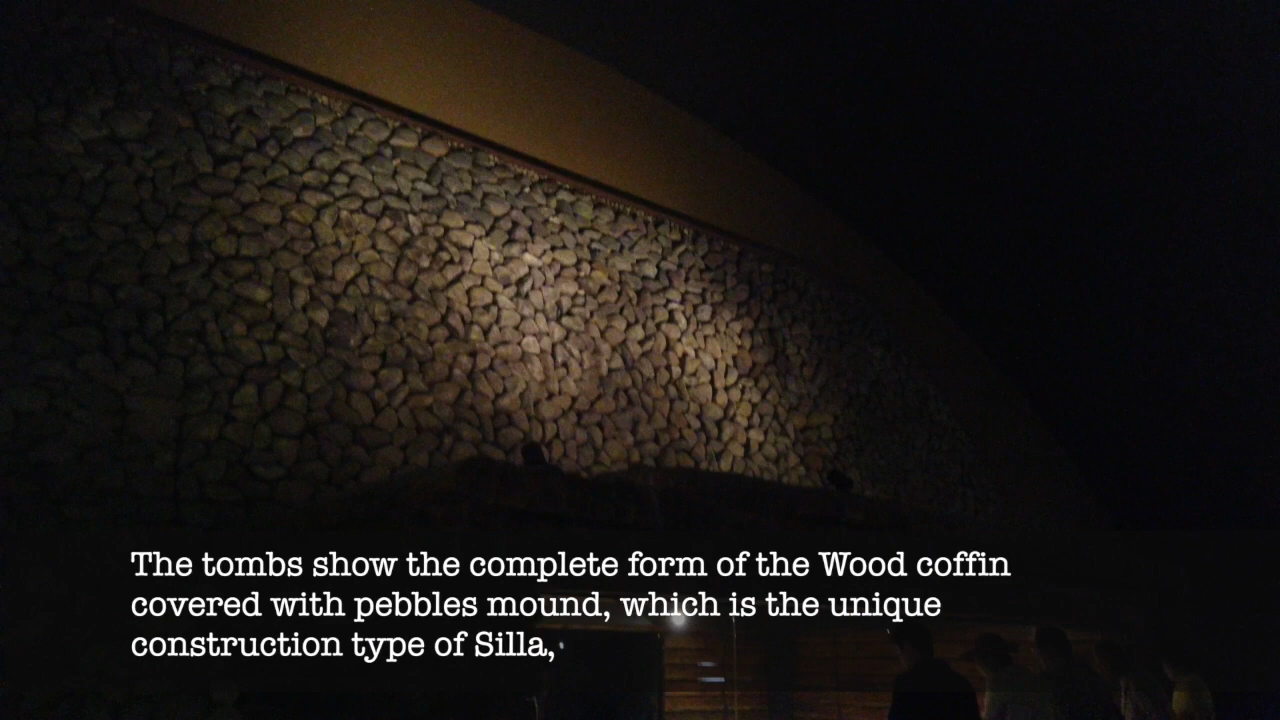 The tombs show the complete form of the Wood coffin
covered with pebbles mound, which is the unique
construction type of Silla,